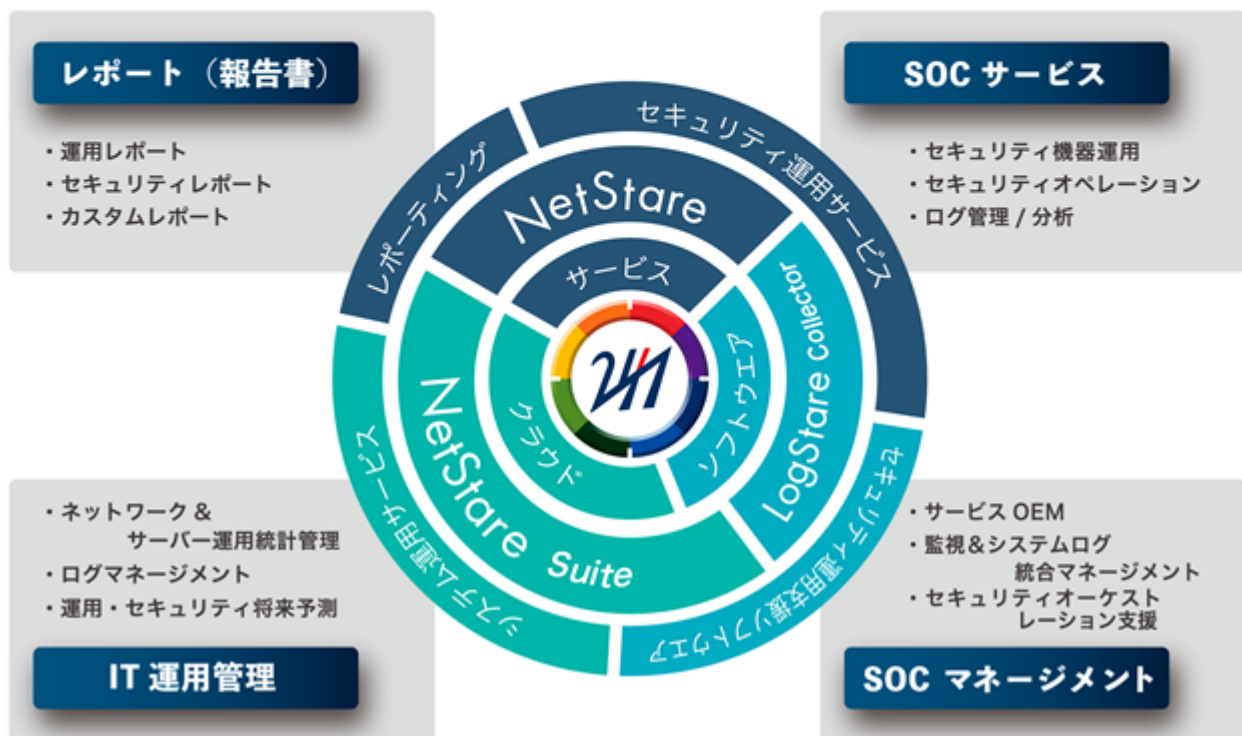 レポート（報告書）
・運用レポート
・セキュリティレポート
・カスタムレポート
SOC サービス
・セキュリティ機器運用
・セキュリティオペレーション
・ログ管理 / 分析
レポーティング
セキュリティ運用サービス
NetStare
サービス
LogStare Collector
ソフトウエア
クラウド
NetStare Suite
システム運用サービス
セキュリティ運用支援ソフトウエア
・ネットワーク &
サーバー運用統計管理
・ログマネージメント
・運用・セキュリティ将来予測
IT 運用管理
・サービス OEM
・監視＆システムログ
統合マネージメント
・セキュリティオーケスト
レーション支援
SOC マネージメント